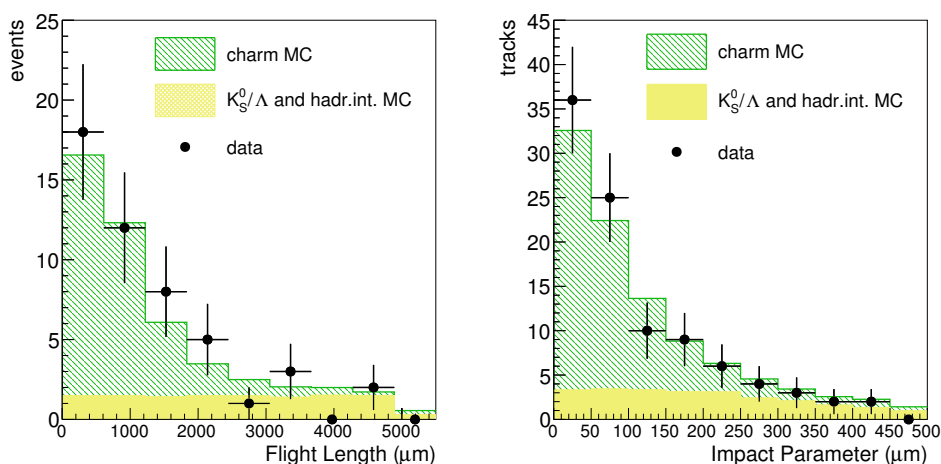 events
25
20
15
10
5
0
charm MC
K⁰S/Λ and hadr.int. MC
data
0 1000 2000 3000 4000 5000
Flight Length (μm)
tracks
45
40
35
30
25
20
15
10
5
0
charm MC
K⁰S/Λ and hadr.int. MC
data
0 50 100 150 200 250 300 350 400 450 500
Impact Parameter (μm)